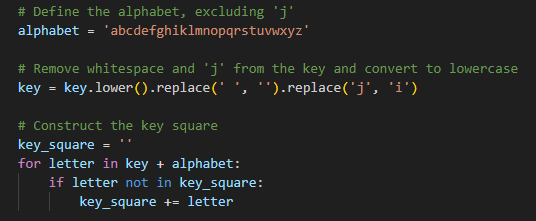 # Define the alphabet, excluding 'j'
alphabet = 'abcdefghiklmnopqrstuvwxyz'
# Remove whitespace and 'j' from the key and convert to lowercase
key = key.lower().replace(' ', '').replace('j', 'i')
# Construct the key square
key_square = ''
for letter in key + alphabet:
    if letter not in key_square:
        key_square += letter